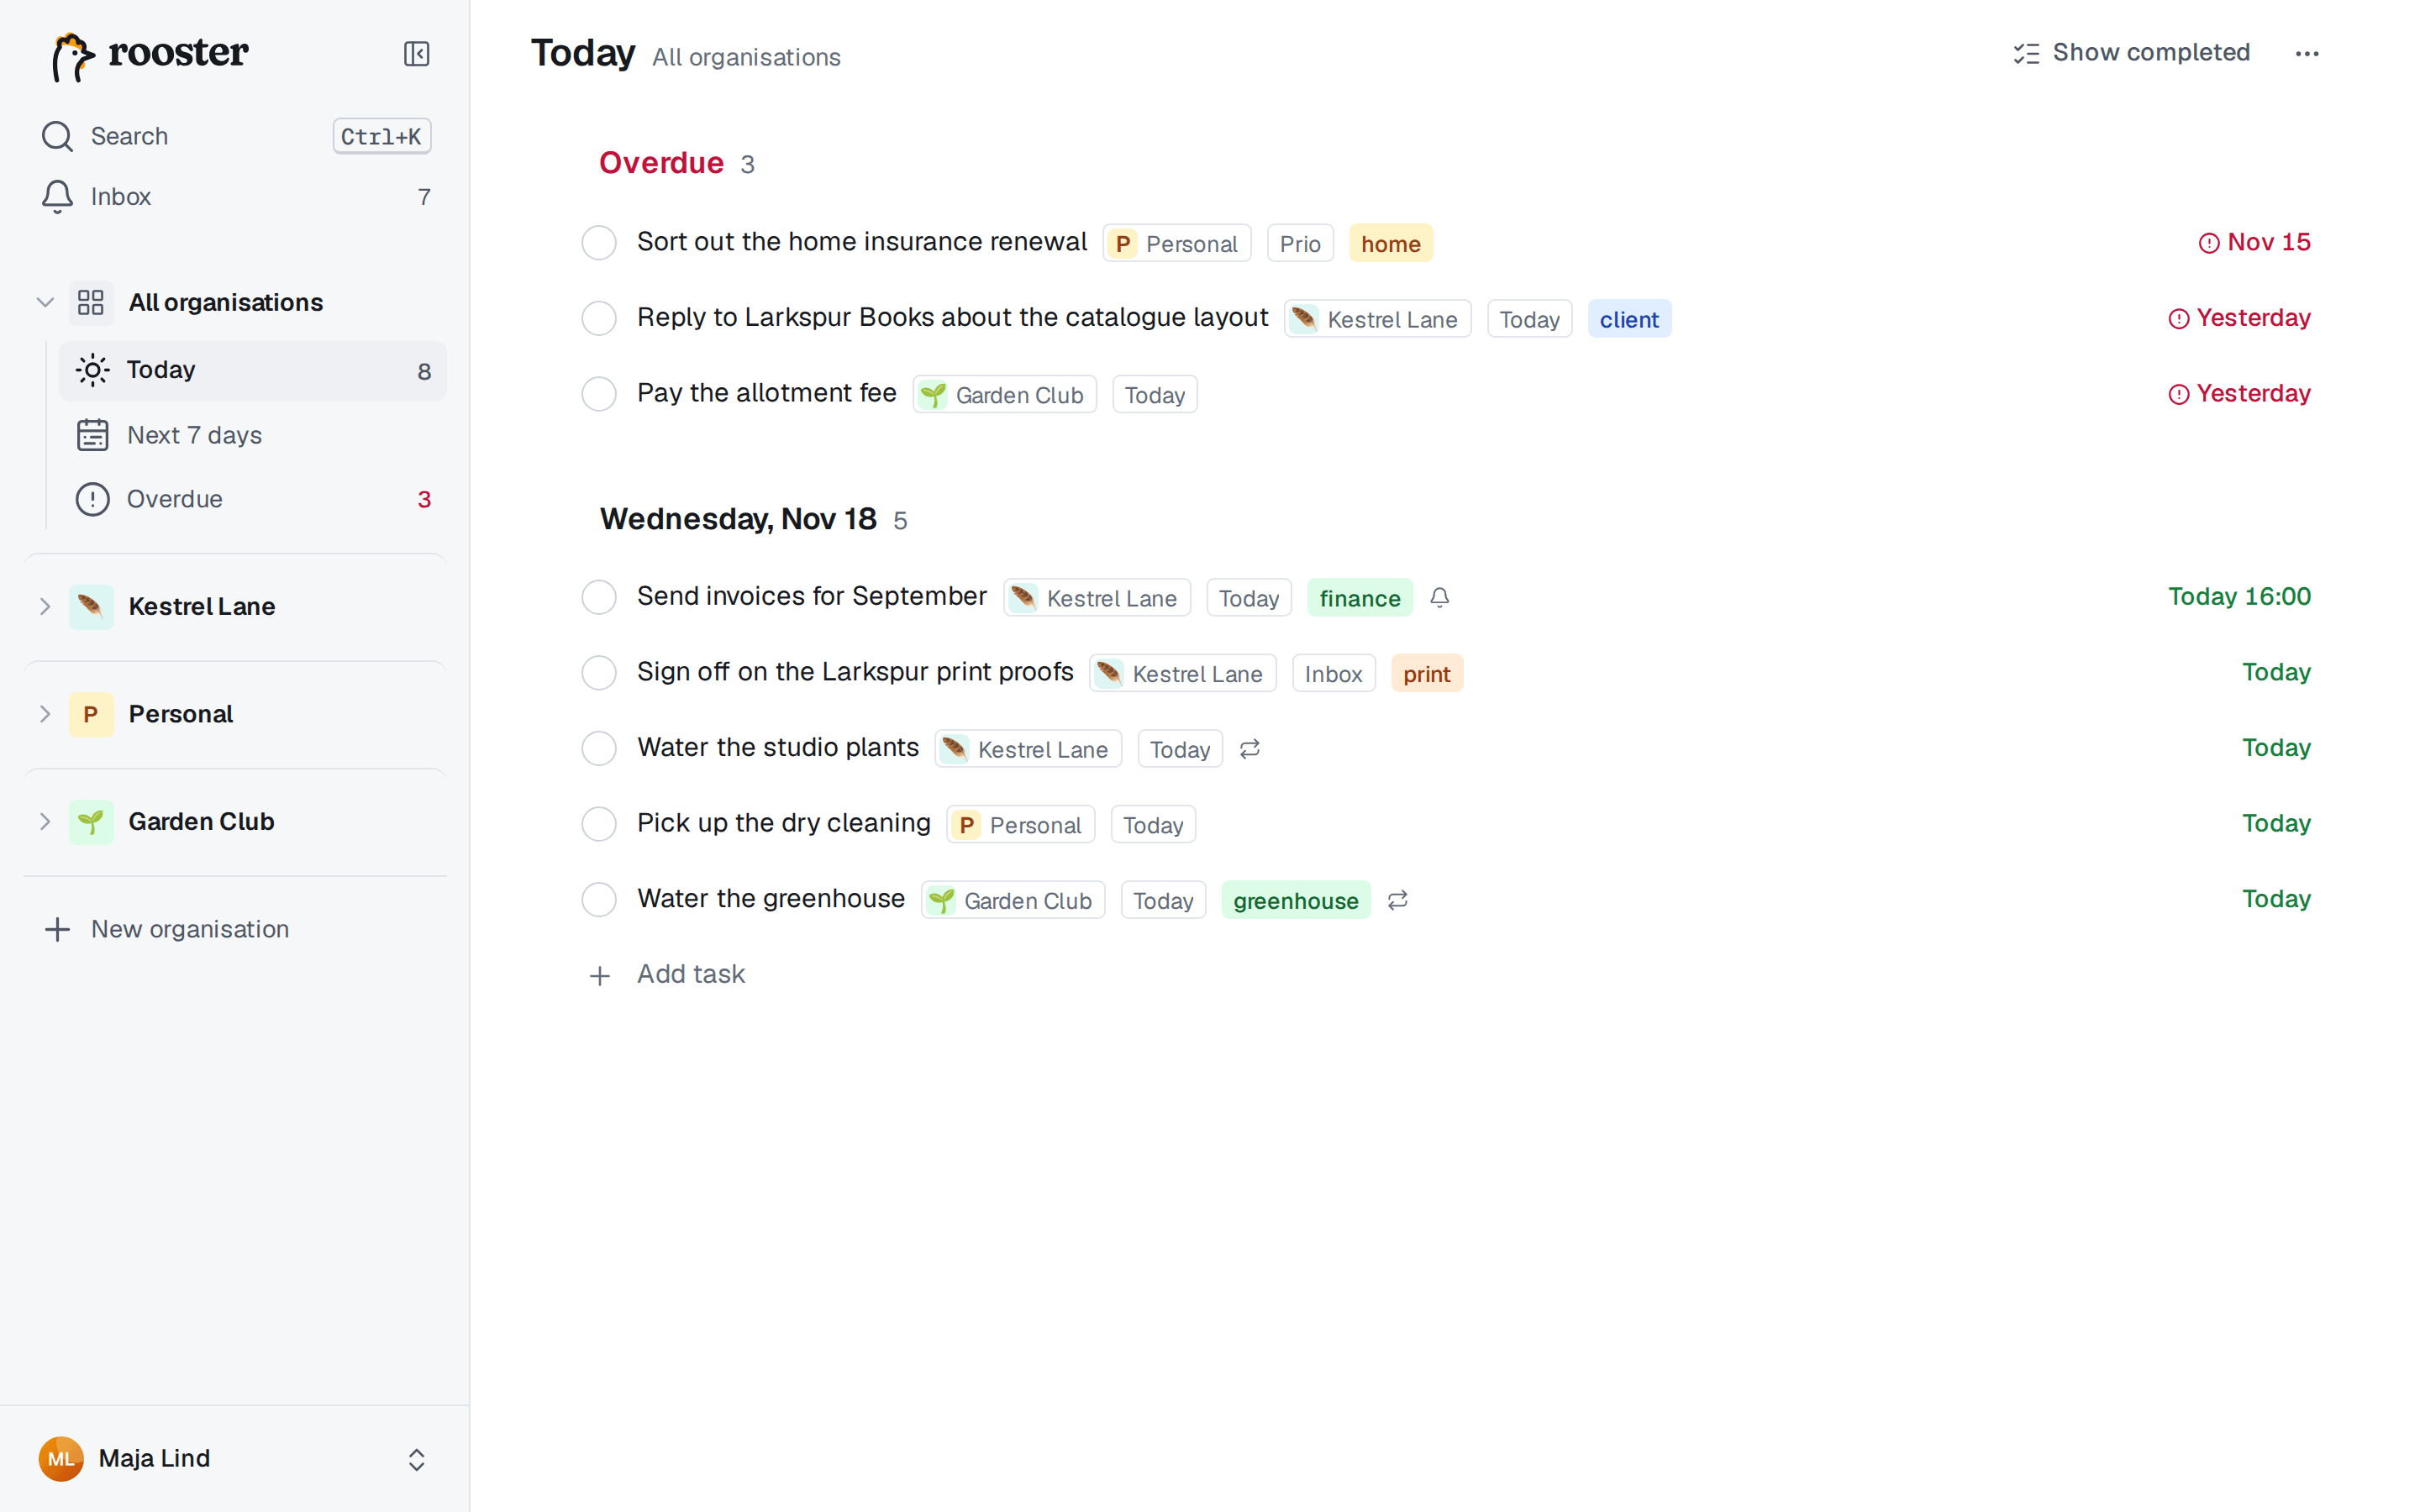 rooster
Search Ctrl+K
Inbox 7
All organisations
Today 8
Next 7 days
Overdue 3
Kestrel Lane
P Personal
Garden Club
New organisation
ML Maja Lind
Today All organisations
Show completed
Overdue 3
Sort out the home insurance renewal P Personal Prio home Nov 15
Reply to Larkspur Books about the catalogue layout Kestrel Lane Today client Yesterday
Pay the allotment fee Garden Club Today Yesterday
Wednesday, Nov 18 5
Send invoices for September Kestrel Lane Today finance Today 16:00
Sign off on the Larkspur print proofs Kestrel Lane Inbox print Today
Water the studio plants Kestrel Lane Today Today
Pick up the dry cleaning P Personal Today Today
Water the greenhouse Garden Club Today greenhouse Today
Add task